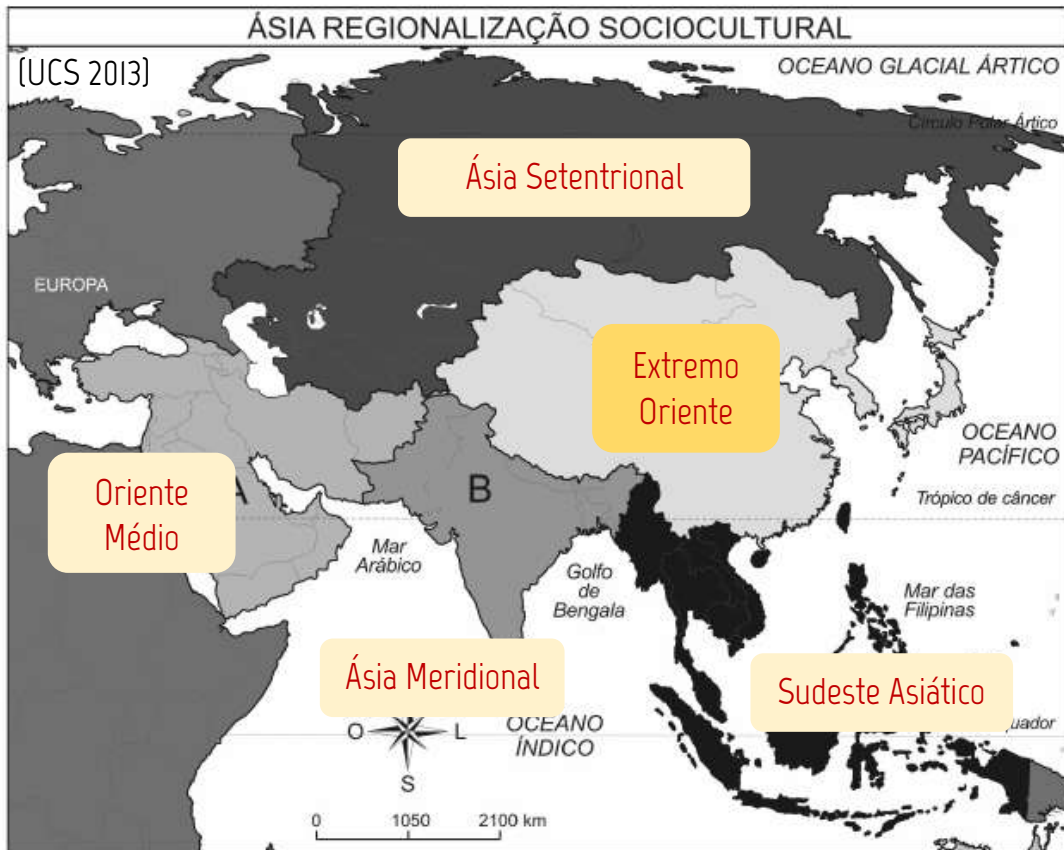 ÁSIA REGIONALIZAÇÃO SOCIOCULTURAL
(UCS 2013)
OCEANO GLACIAL ÁRTICO
Círculo Polar Ártico
Ásia Setentrional
EUROPA
Extremo
Oriente
OCEANO
PACÍFICO
Oriente
Médio
A
B
Trópico de câncer
Mar
Arábico
Golfo
de
Bengala
Mar das
Filipinas
Ásia Meridional
Sudeste Asiático
OCEANO
ÍNDICO
O
L
S
0 1050 2100 km